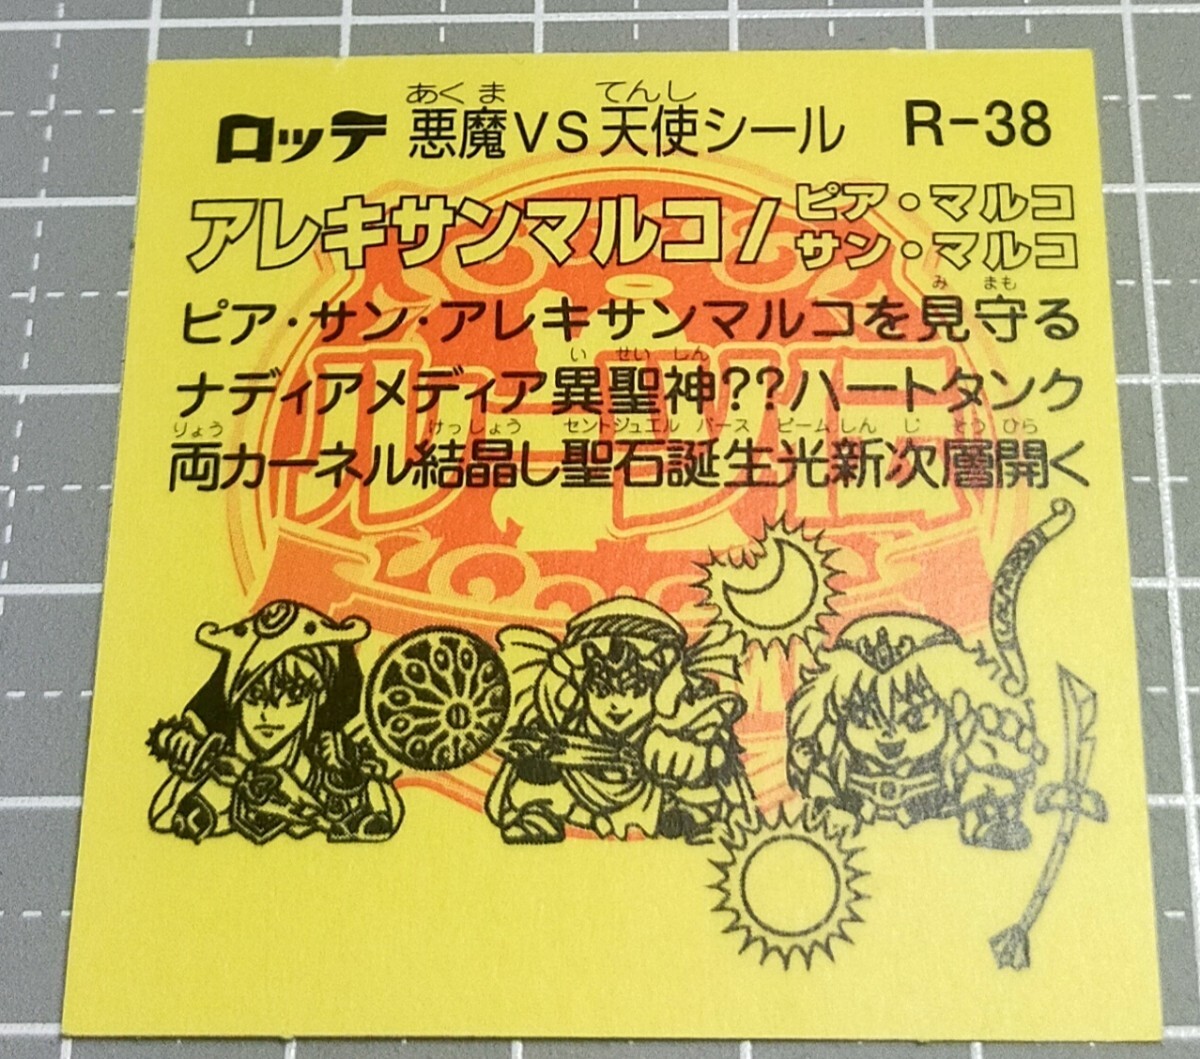 ロッテ 悪魔VS天使シール R-38
あくま てんし
アレキサンマルコ/ピア・マルコ
サン・マルコ
ピア・サン・アレキサンマルコを見守る
み まも
ナディアメディア異聖神??ハートタンク
い せい しん
両カーネル結晶し聖石誕生光新次層開く
りょう けっしょう セントジュエル バース ビーム しん じ そう ひら